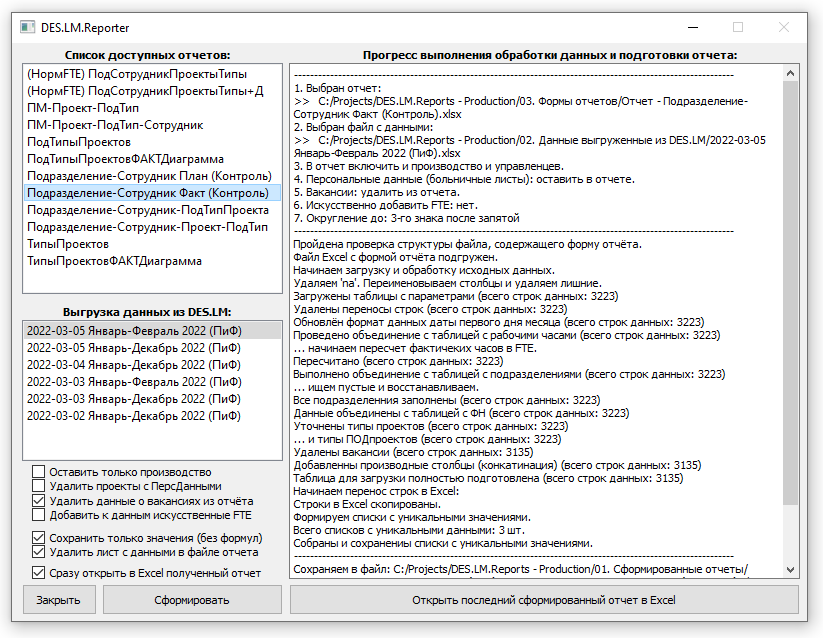 DES.LM.Reporter
Список доступных отчетов:
(НормFTE) ПодСотрудникПроектыТипы
(НормFTE) ПодСотрудникПроектыТипы+Д
ПМ-Проект-ПодТип
ПМ-Проект-ПодТип-Сотрудник
ПодТипыПроектов
ПодТипыПроектовФАКТДиаграмма
Подразделение-Сотрудник План (Контроль)
Подразделение-Сотрудник Факт (Контроль)
Подразделение-Сотрудник-ПодТипПроекта
Подразделение-Сотрудник-Проект-ПодТип
ТипыПроектов
ТипыПроектовФАКТДиаграмма
Выгрузка данных из DES.LM:
2022-03-05 Январь-Февраль 2022 (ПиФ)
2022-03-05 Январь-Декабрь 2022 (ПиФ)
2022-03-04 Январь-Декабрь 2022 (ПиФ)
2022-03-03 Январь-Февраль 2022 (ПиФ)
2022-03-03 Январь-Декабрь 2022 (ПиФ)
2022-03-02 Январь-Декабрь 2022 (ПиФ)
Оставить только производство
Удалить проекты с ПерсДанными
Удалить данные о вакансиях из отчёта
Добавить к данным искусственные FTE
Сохранить только значения (без формул)
Удалить лист с данными в файле отчета
Сразу открыть в Excel полученный отчет
Закрыть
Сформировать
Прогресс выполнения обработки данных и подготовки отчета:
--------------------------------------------------------------------------------
1. Выбран отчет:
>> C:/Projects/DES.LM.Reports - Production/03. Формы отчетов/Отчет - Подразделение-
Сотрудник Факт (Контроль).xlsx
2. Выбран файл с данными:
>> C:/Projects/DES.LM.Reports - Production/02. Данные выгруженные из DES.LM/2022-03-05
Январь-Февраль 2022 (ПиФ).xlsx
3. В отчет включить и производство и управленцев.
4. Персональные данные (больничные листы): оставить в отчете.
5. Вакансии: удалить из отчета.
6. Искуственно добавить FTE: нет.
7. Округление до: 3-го знака после запятой
--------------------------------------------------------------------------------
Пройдена проверка структуры файла, содержащего форму отчёта.
Файл Excel с формой отчёта подгружен.
Начинаем загрузку и обработку исходных данных.
Удаляем 'na'. Переименовываем столбцы и удаляем лишние.
Загружены таблицы с параметрами (всего строк данных: 3223)
Удалены переносы строк (всего строк данных: 3223)
Обновлён формат данных даты первого дня месяца (всего строк данных: 3223)
Проведено объединение с таблицей с рабочими часами (всего строк данных: 3223)
... начинаем пересчет фактичеких часов в FTE.
Пересчитано (всего строк данных: 3223)
Выполнено объединение с таблицей с подразделениями (всего строк данных: 3223)
... ищем пустые и восстанавливаем.
Все подразделенния заполнены (всего строк данных: 3223)
Данные объединены с таблицей с ФН (всего строк данных: 3223)
Уточнены типы проектов (всего строк данных: 3223)
... и типы ПОДпроектов (всего строк данных: 3223)
Удалены вакансии (всего строк данных: 3135)
Добавленны производные столбцы (конкатинация) (всего строк данных: 3135)
Таблица для загрузки полностью подготовлена (всего строк данных: 3135)
Начинаем перенос строк в Excel:
Строки в Excel скопированы.
Формируем списки с уникальными значениями.
Всего списков с уникальными данными: 3 шт.
Собраны и сохраненны списки с уникальными значениями.
--------------------------------------------------------------------------------
Сохраняем в файл: C:/Projects/DES.LM.Reports - Production/01. Сформированные отчеты/
Открыть последний сформированный отчет в Excel